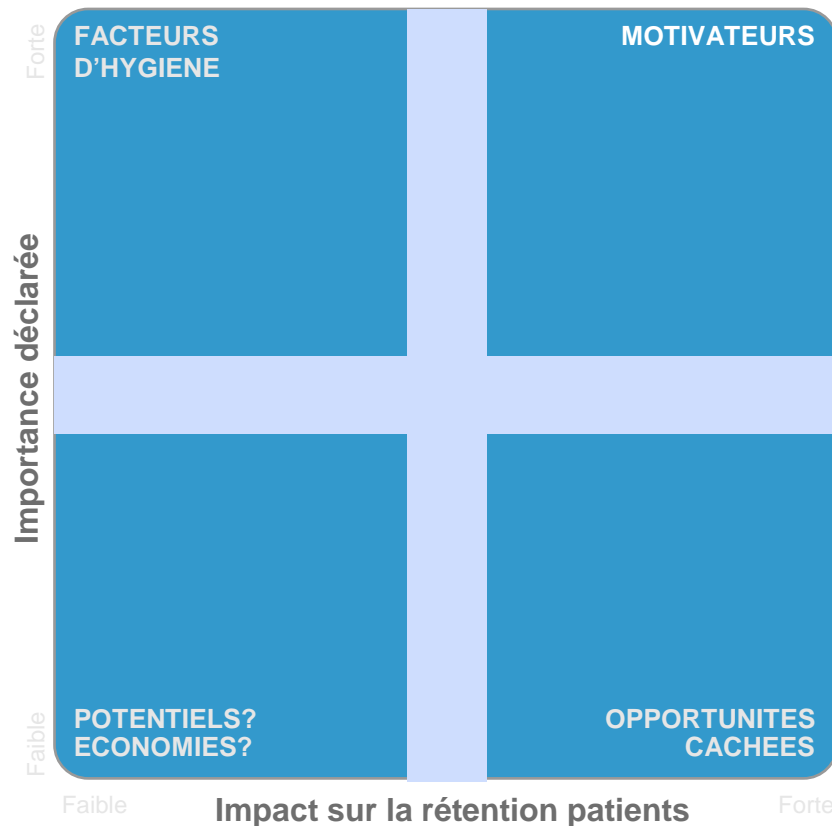 FACTEURS
D'HYGIENE
MOTIVATEURS
Forte
Importance déclarée
Faible
POTENTIELS?
ECONOMIES?
OPPORTUNITES
CACHEES
Faible
Impact sur la rétention patients
Forte